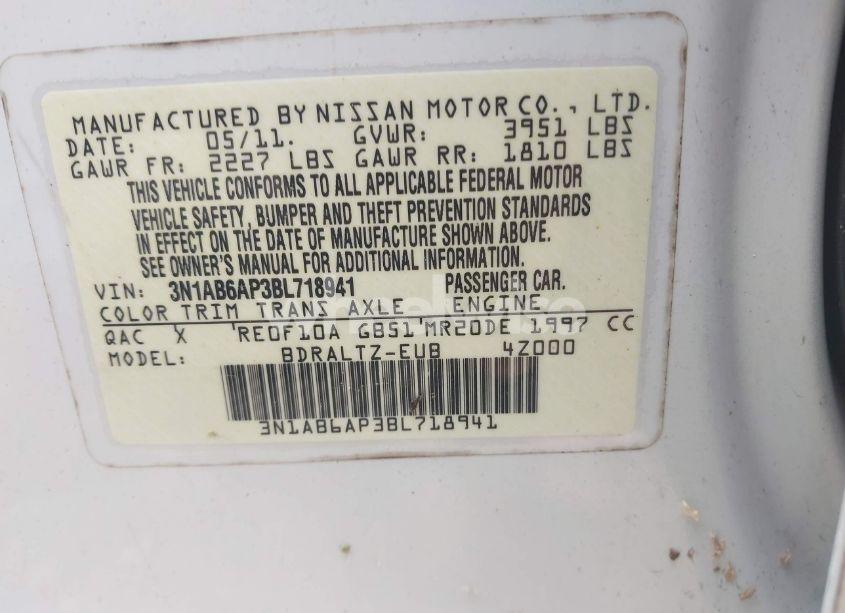 MANUFACTURED BY NISSAN MOTOR CO., LTD.
DATE: 05/11. GVWR: 3951 LBS
GAWR FR: 2227 LBS GAWR RR: 1810 LBS
THIS VEHICLE CONFORMS TO ALL APPLICABLE FEDERAL MOTOR
VEHICLE SAFETY, BUMPER AND THEFT PREVENTION STANDARDS
IN EFFECT ON THE DATE OF MANUFACTURE SHOWN ABOVE.
SEE OWNER'S MANUAL FOR ADDITIONAL INFORMATION.
VIN: 3N1AB6AP3BL718941 PASSENGER CAR.
COLOR TRIM TRANS AXLE ENGINE
QAC X RE0F10A GB51 MR20DE 1997 CC
MODEL: BDRALTZ-EUB 4Z000
3N1AB6AP3BL718941